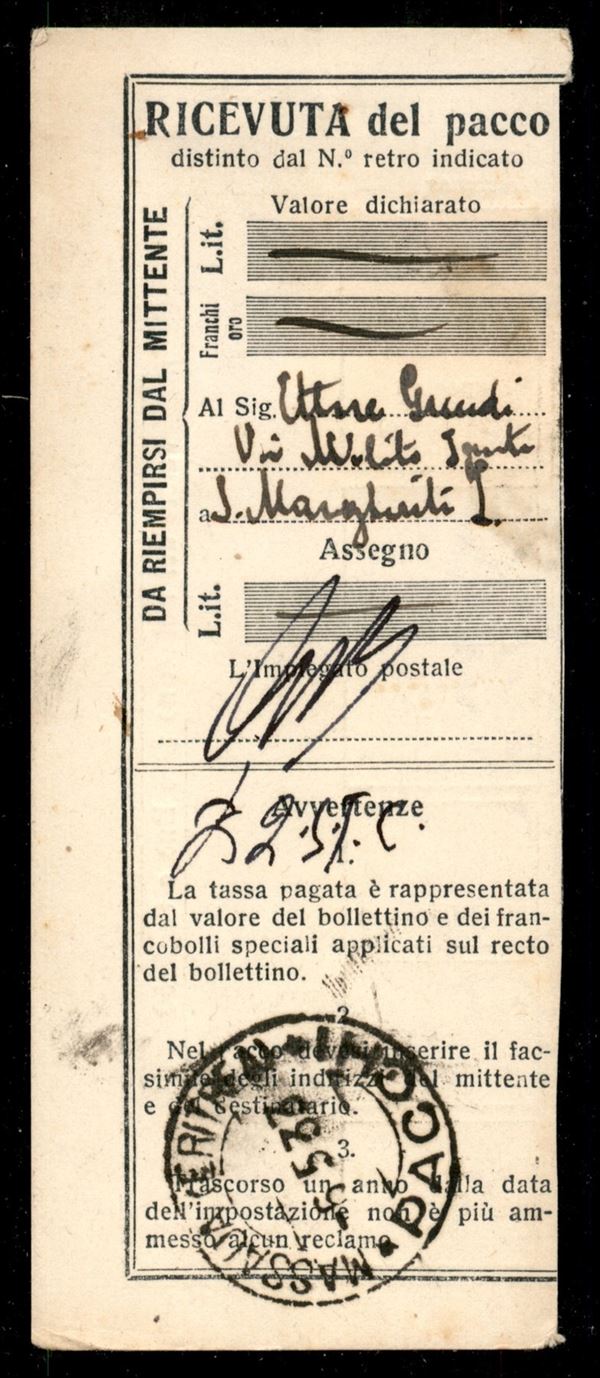 RICEVUTA del pacco
distinto dal N.º retro indicato
DA RIEMPIRSI DAL MITTENTE
Valore dichiarato
L.it.
Franchi oro
Al Sig. Ettore
Via
a S. Margherita L.
Assegno
L.it.
L'Impiegato postale
Avvertenze
1.
La tassa pagata è rappresentata
dal valore del bollettino e dei fran-
cobolli speciali applicati sul recto
del bollettino.
2.
Nel pacco devesi inserire il fac-
simile degli indirizzi del mittente
e del destinatario.
3.
Trascorso un anno dalla data
dell'impostazione non è più am-
messo alcun reclamo.
MASSAUA PACCHI